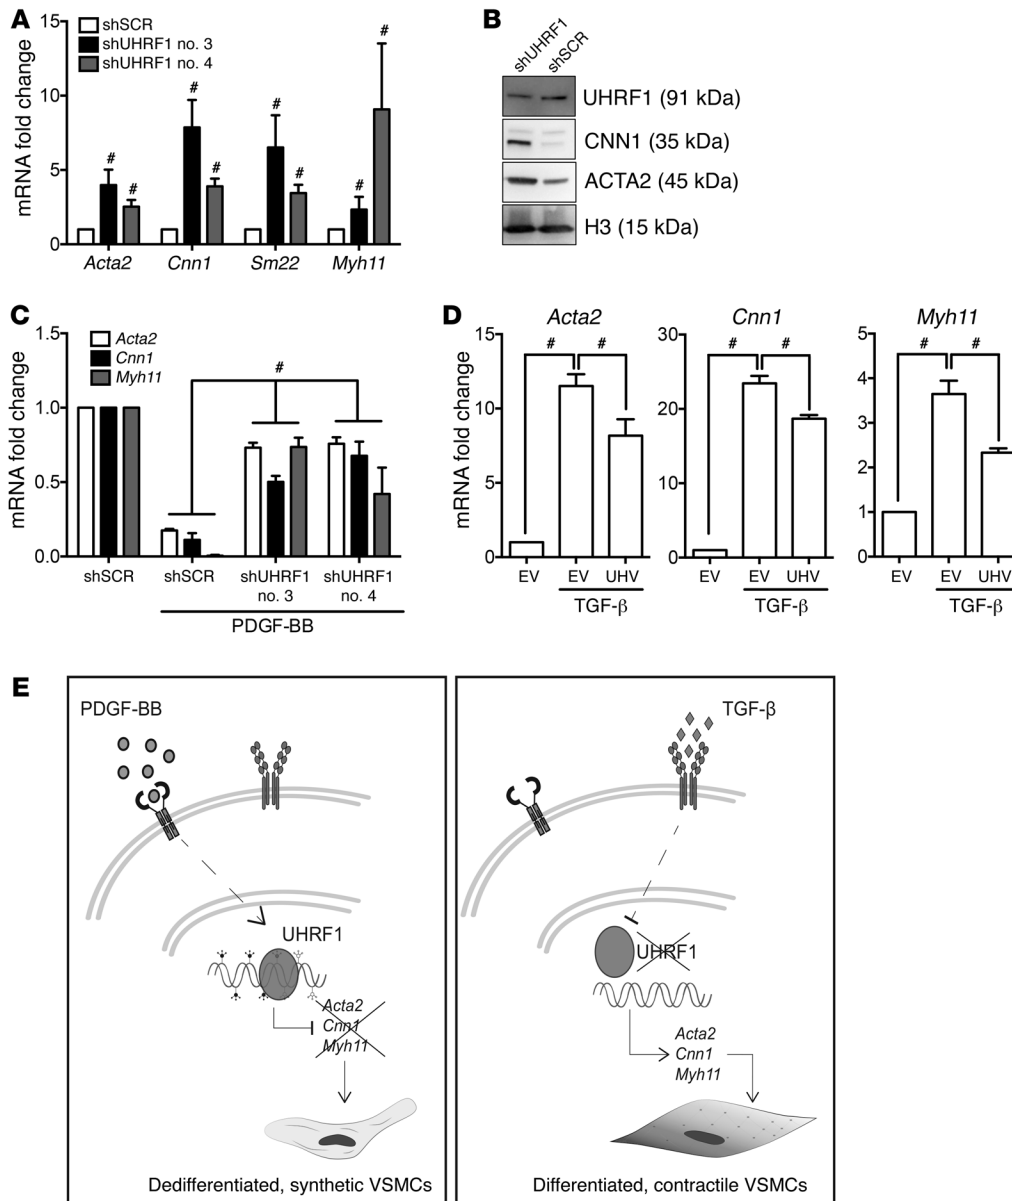 A
15
10
5
0
mRNA fold change
shSCR
shUHRF1 no. 3
shUHRF1 no. 4
#
#
#
#
#
#
#
#
Acta2
Cnn1
Sm22
Myh11
B
shUHRF1
shSCR
UHRF1 (91 kDa)
CNN1 (35 kDa)
ACTA2 (45 kDa)
H3 (15 kDa)
C
1.5
1.0
0.5
0.0
mRNA fold change
Acta2
Cnn1
Myh11
#
shSCR
shSCR
shUHRF1
no. 3
shUHRF1
no. 4
PDGF-BB
D
mRNA fold change
Acta2
15
10
5
0
#
#
EV
EV
UHV
TGF-β
Cnn1
30
20
10
0
#
#
EV
EV
UHV
TGF-β
Myh11
5
4
3
2
1
0
#
#
EV
EV
UHV
TGF-β
E
PDGF-BB
UHRF1
Acta2
Cnn1
Myh11
Dedifferentiated, synthetic VSMCs
TGF-β
UHRF1
Acta2
Cnn1
Myh11
Differentiated, contractile VSMCs